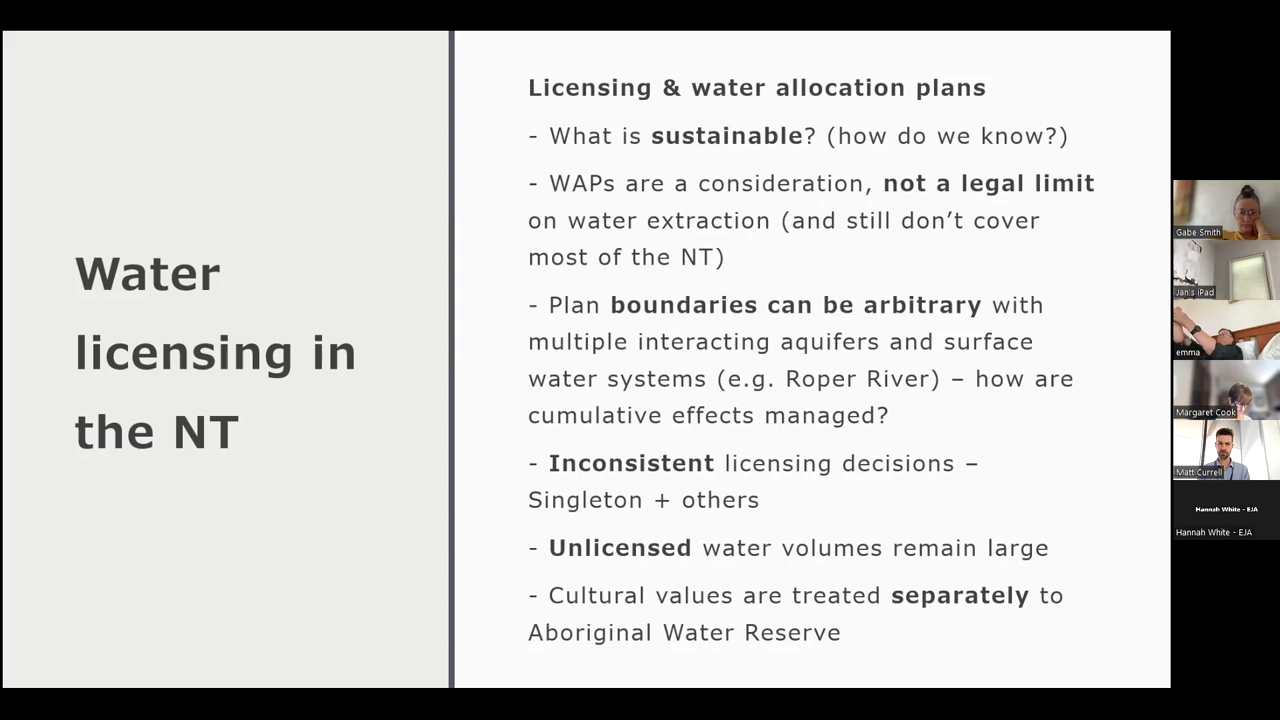 Water
licensing in
the NT
Licensing & water allocation plans
- What is sustainable? (how do we know?)
- WAPs are a consideration, not a legal limit
on water extraction (and still don’t cover
most of the NT)
- Plan boundaries can be arbitrary with
multiple interacting aquifers and surface
water systems (e.g. Roper River) – how are
cumulative effects managed?
- Inconsistent licensing decisions –
Singleton + others
- Unlicensed water volumes remain large
- Cultural values are treated separately to
Aboriginal Water Reserve
Gabe Smith
Jan's iPad
emma
Margaret Cook
Matt Currell
Hannah White - EJA
Hannah White - EJA